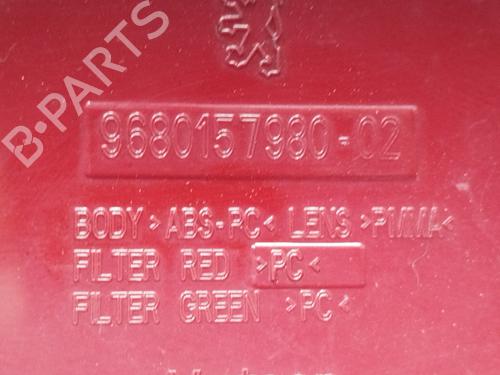 B-PARTS
9680157980-02
BODY >ABS-PC< LENS >PMMA<
FILTER RED >PC<
FILTER GREEN >PC<